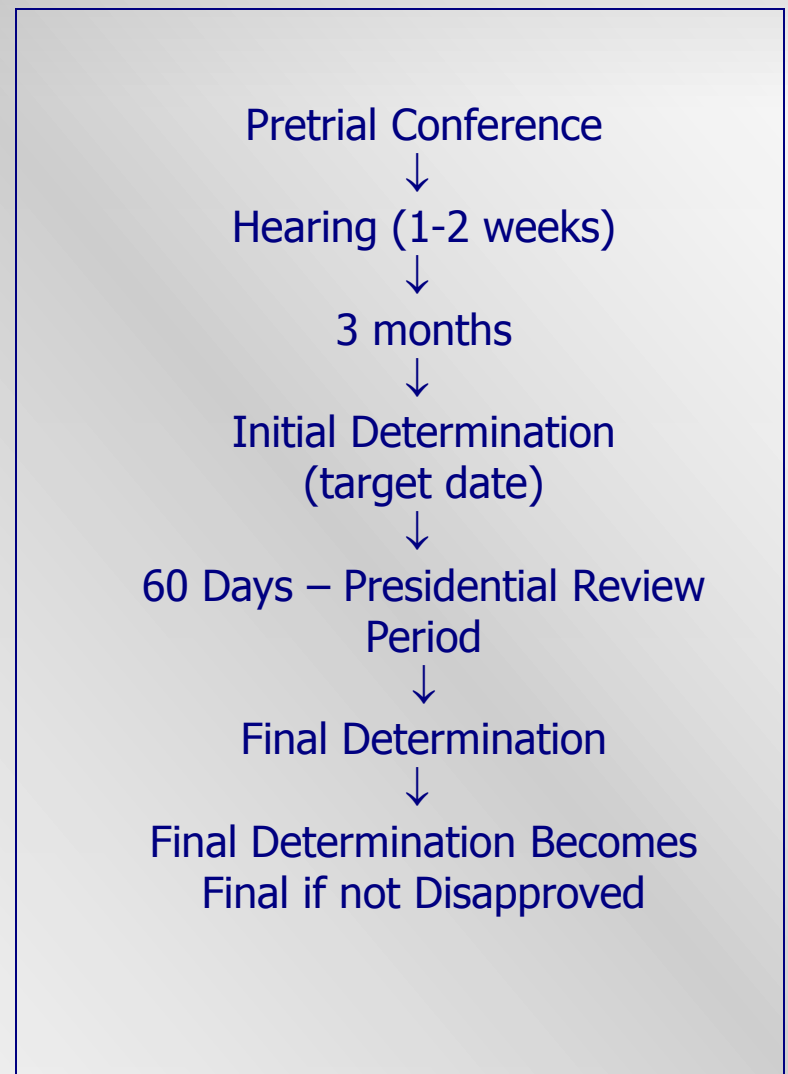 Pretrial Conference
↓
Hearing (1-2 weeks)
↓
3 months
↓
Initial Determination
(target date)
↓
60 Days – Presidential Review
Period
↓
Final Determination
↓
Final Determination Becomes
Final if not Disapproved